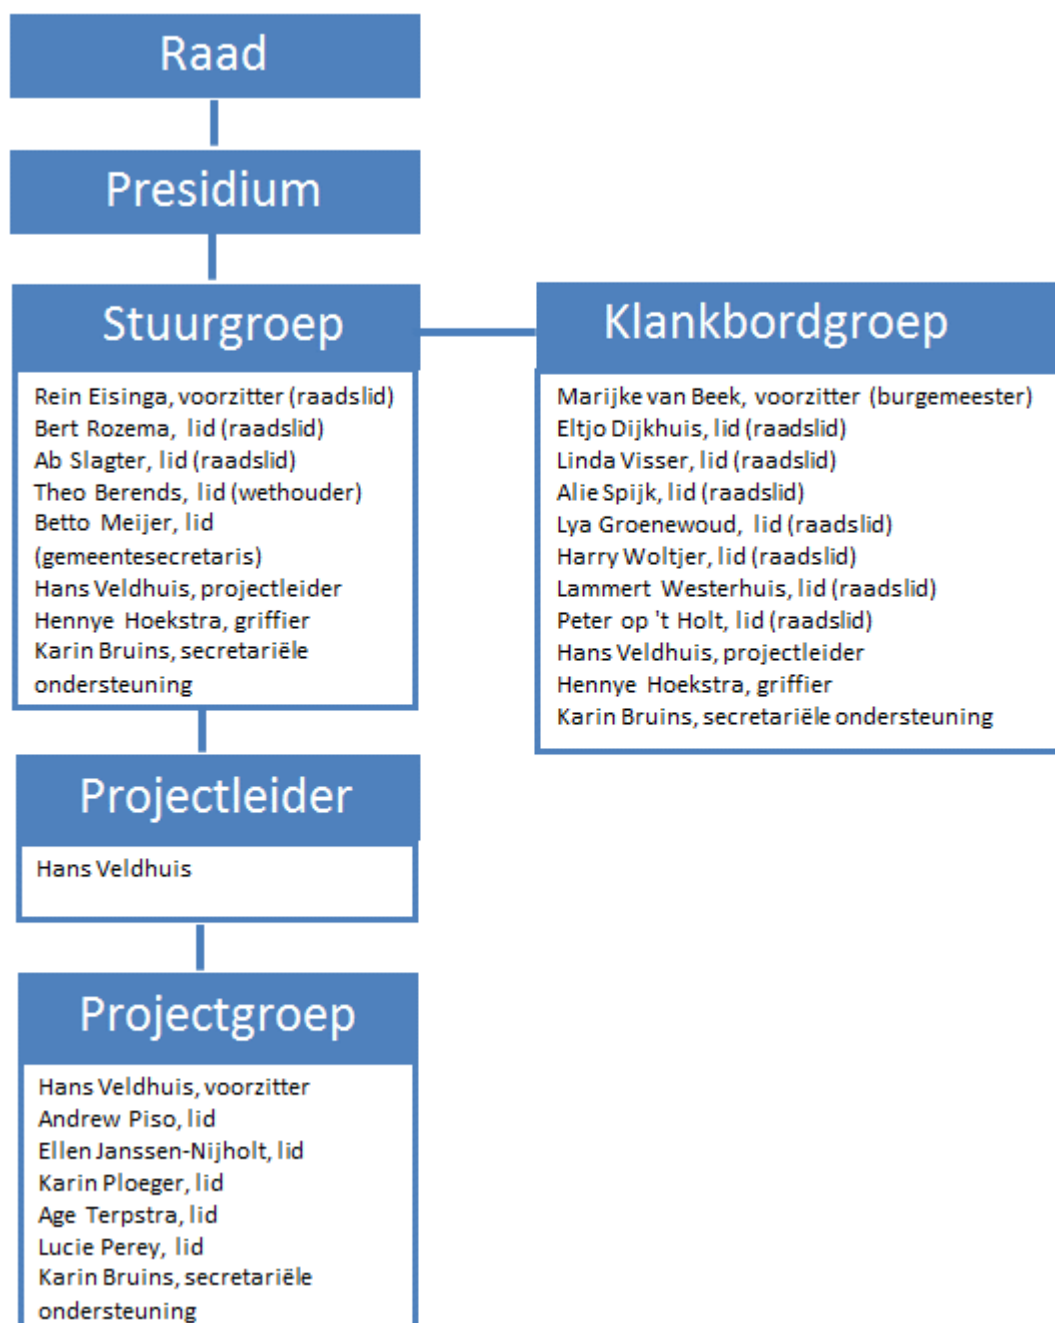 Raad
Presidium
Stuurgroep
Rein Eisinga, voorzitter (raadslid)
Bert Rozema, lid (raadslid)
Ab Slagter, lid (raadslid)
Theo Berends, lid (wethouder)
Betto Meijer, lid
(gemeentesecretaris)
Hans Veldhuis, projectleider
Hennye Hoekstra, griffier
Karin Bruins, secretariële
ondersteuning
Klankbordgroep
Marijke van Beek, voorzitter (burgemeester)
Eltjo Dijkhuis, lid (raadslid)
Linda Visser, lid (raadslid)
Alie Spijk, lid (raadslid)
Lya Groenewoud, lid (raadslid)
Harry Woltjer, lid (raadslid)
Lammert Westerhuis, lid (raadslid)
Peter op 't Holt, lid (raadslid)
Hans Veldhuis, projectleider
Hennye Hoekstra, griffier
Karin Bruins, secretariële ondersteuning
Projectleider
Hans Veldhuis
Projectgroep
Hans Veldhuis, voorzitter
Andrew Piso, lid
Ellen Janssen-Nijholt, lid
Karin Ploeger, lid
Age Terpstra, lid
Lucie Perey, lid
Karin Bruins, secretariële
ondersteuning